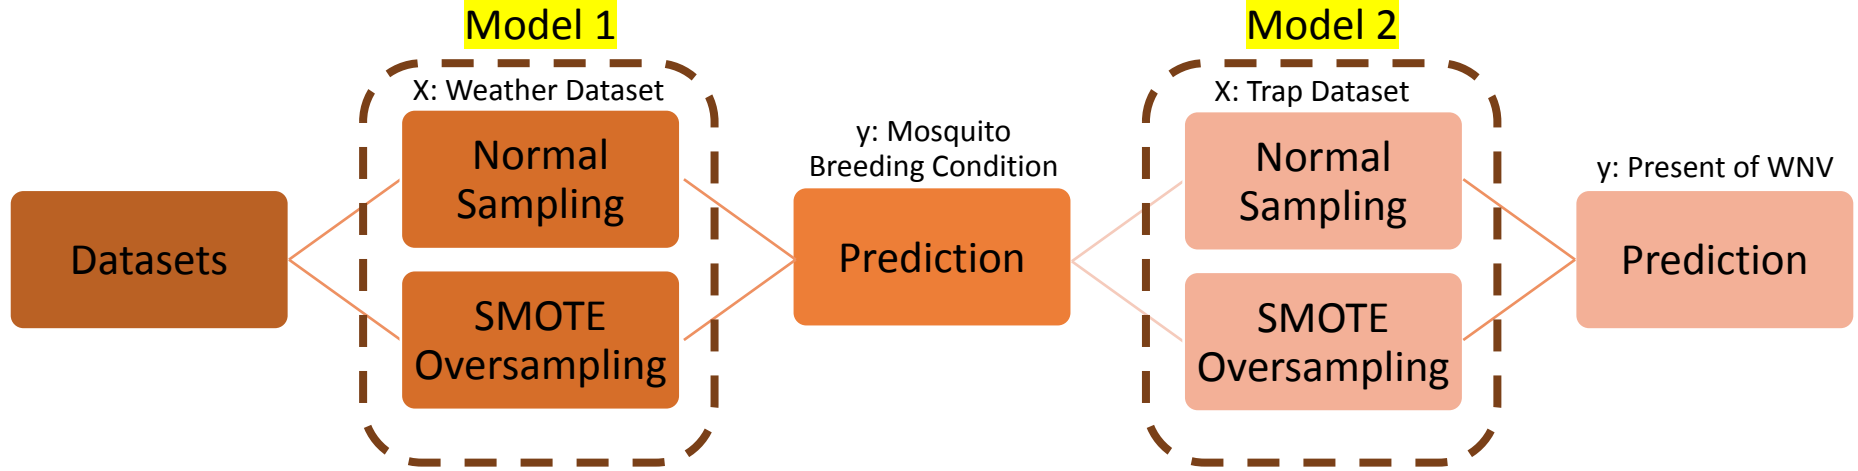 Model 1
Model 2
X: Weather Dataset
X: Trap Dataset
Normal
Sampling
y: Mosquito
Breeding Condition
Normal
Sampling
y: Present of WNV
Datasets
Prediction
Prediction
SMOTE
Oversampling
SMOTE
Oversampling